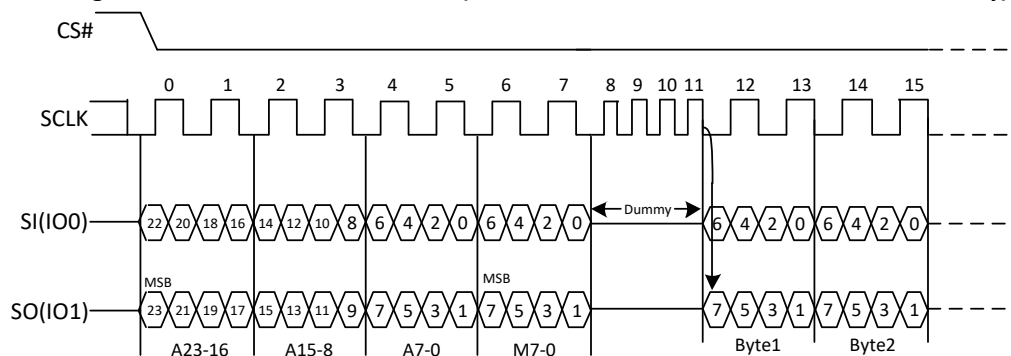 CS#
0 1 2 3 4 5 6 7 8 9 10 11 12 13 14 15
SCLK
SI(IO0) 22 20 18 16 14 12 10 8 6 4 2 0 6 4 2 0 Dummy 6 4 2 0 6 4 2 0
MSB MSB
SO(IO1) 23 21 19 17 15 13 11 9 7 5 3 1 7 5 3 1 7 5 3 1 7 5 3 1
A23-16 A15-8 A7-0 M7-0 Byte1 Byte2